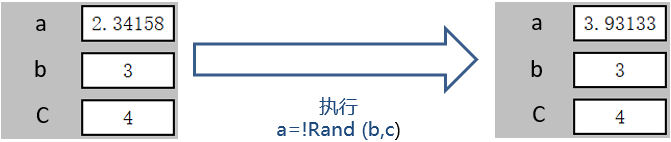 a 2.34158
b 3
C 4
执行
a=!Rand (b,c)
a 3.93133
b 3
C 4